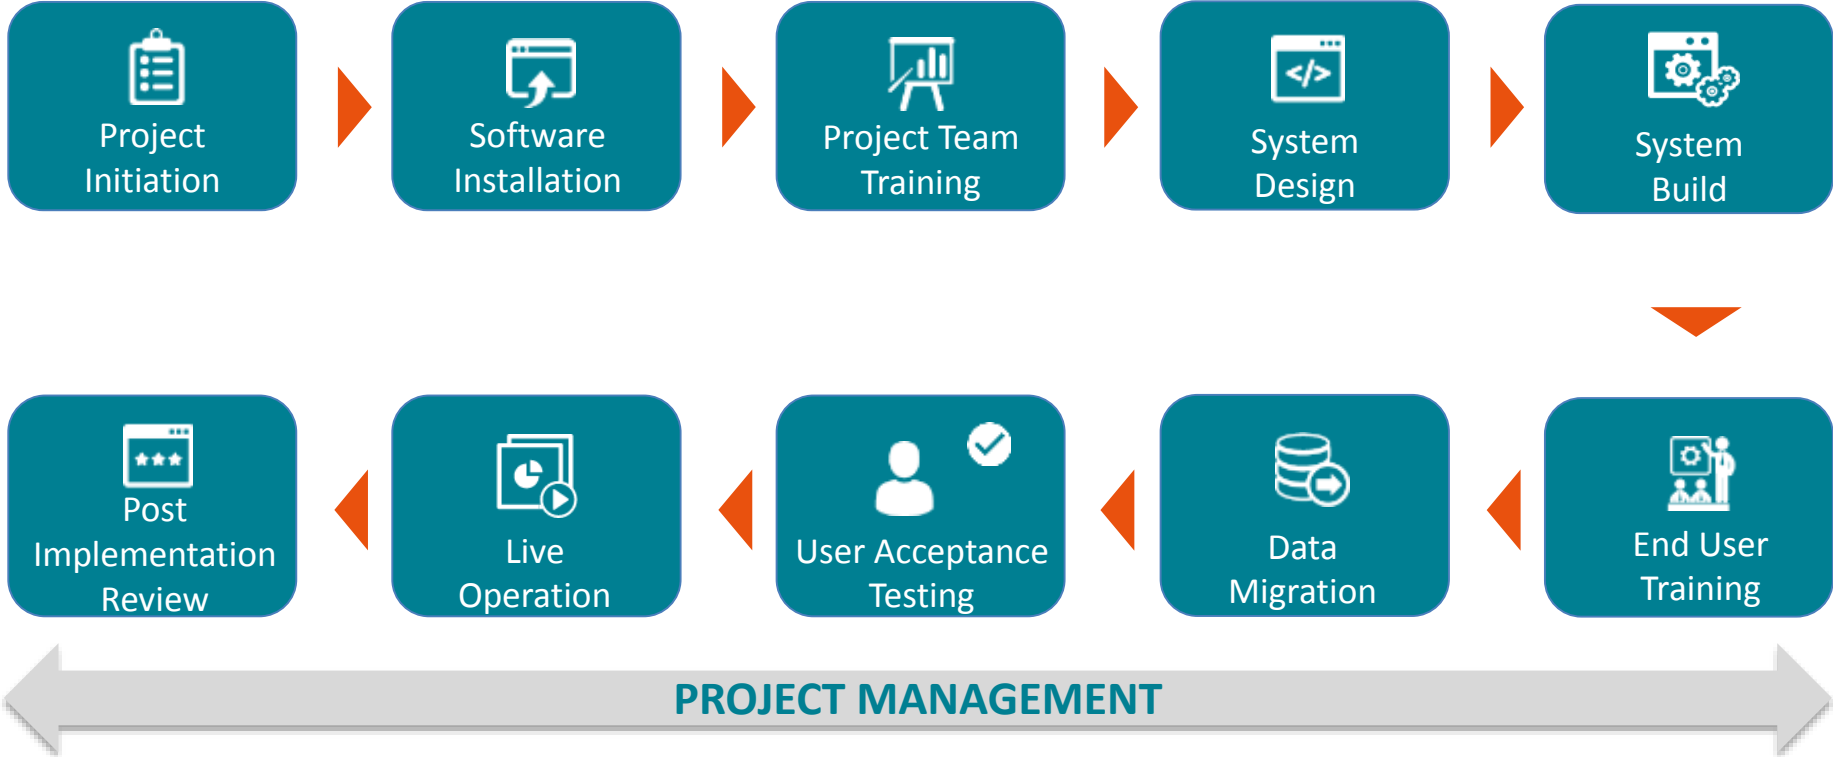 Project
Initiation
Software
Installation
Project Team
Training
</>
System
Design
System
Build
Post
Implementation
Review
Live
Operation
User Acceptance
Testing
Data
Migration
End User
Training
PROJECT MANAGEMENT